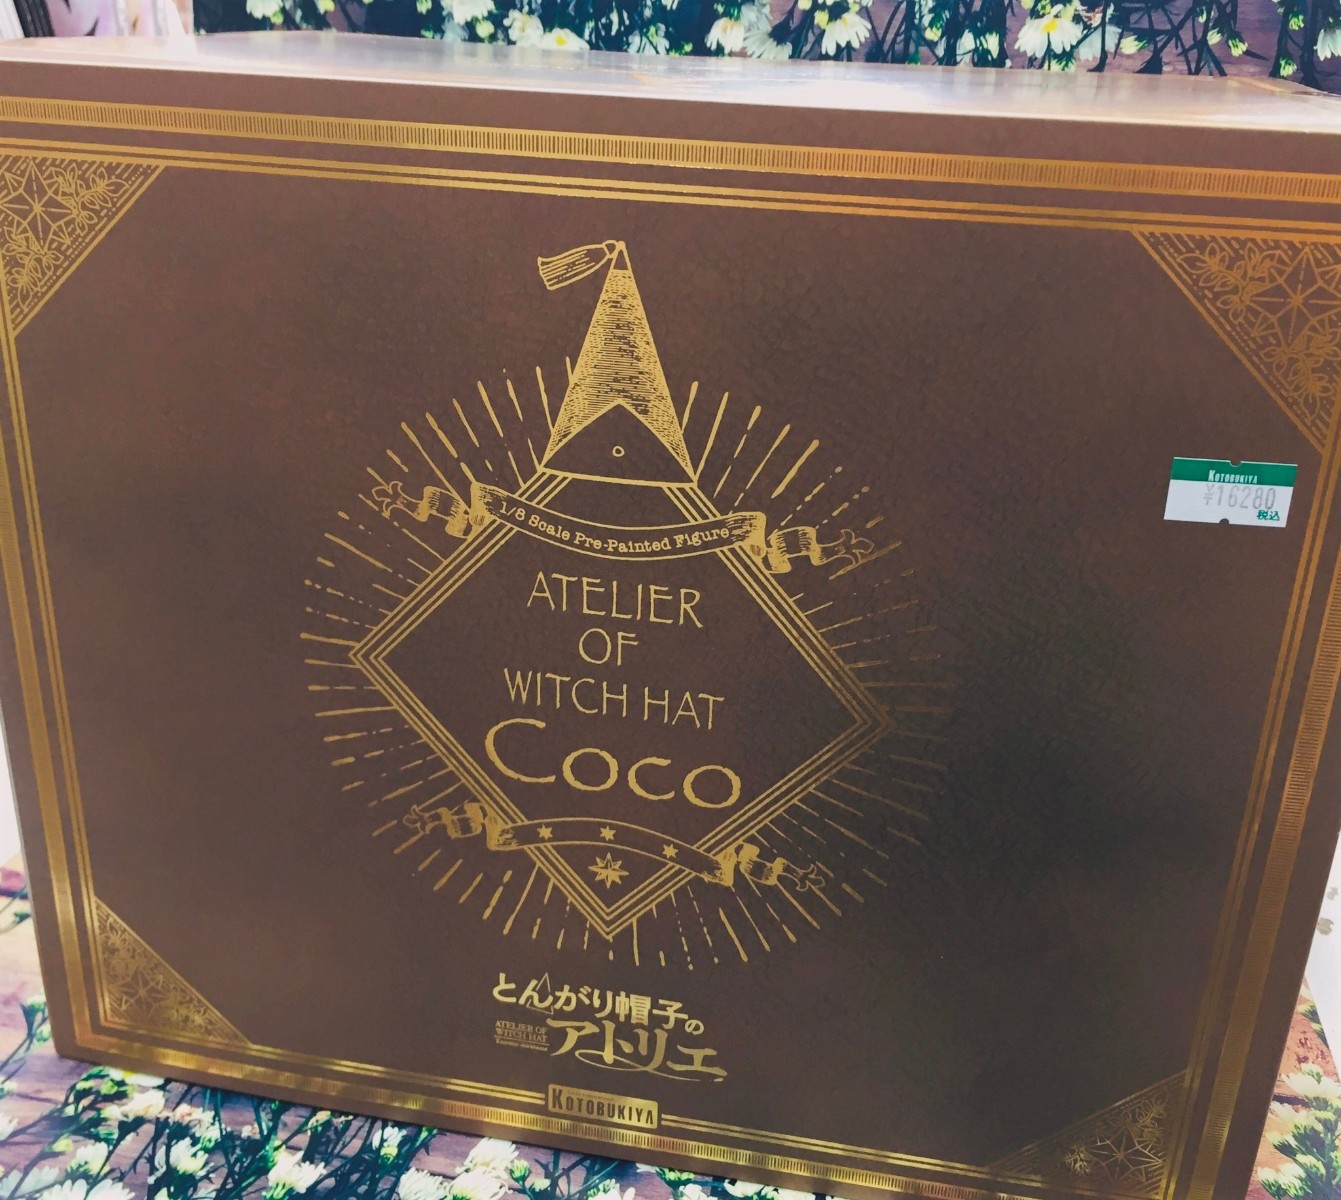 1/8 Scale Pre-Painted Figure
ATELIER
OF
WITCH HAT
COCO
KOTOBUKIYA
¥16280
税込
とんがり帽子の
ATELIER OF
WITCH HAT
アトリエ
KOTOBUKIYA